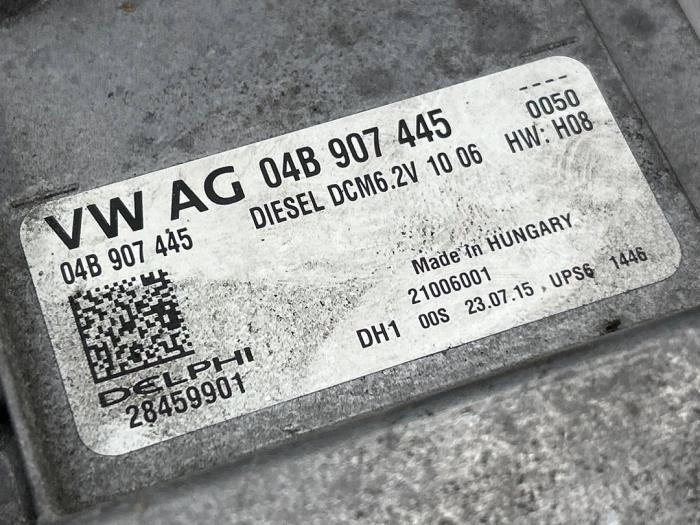 ----
VW AG 04B 907 445 0050
04B 907 445 DIESEL DCM6.2V 10 06 HW: H08
Made in HUNGARY
21006001
DELPHI DH1 00S 23.07.15 UPS6 1446
28459901